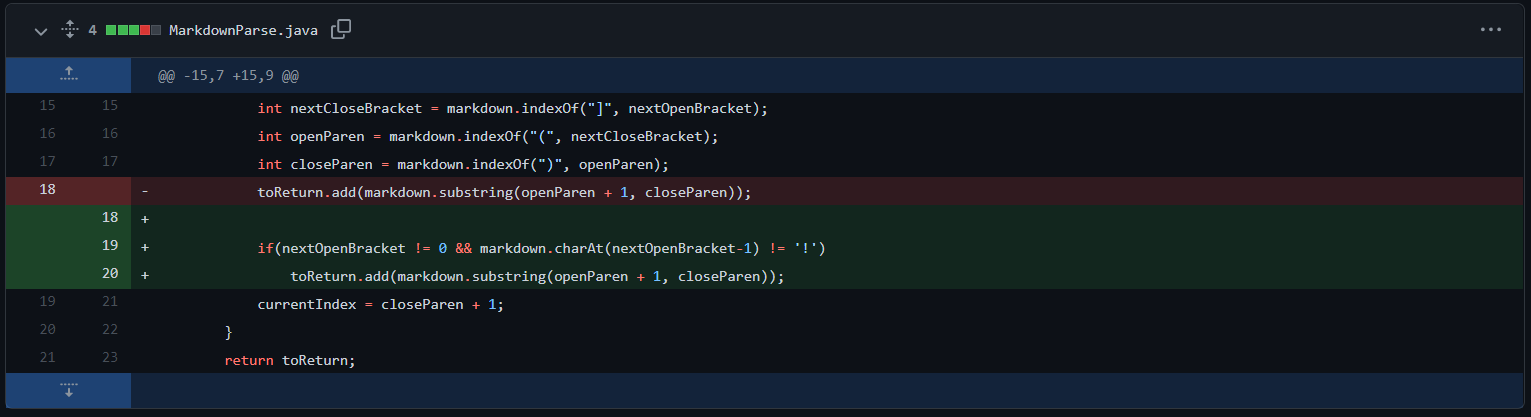 4 MarkdownParse.java
@@ -15,7 +15,9 @@
15 15 int nextCloseBracket = markdown.indexOf("]", nextOpenBracket);
16 16 int openParen = markdown.indexOf("(", nextCloseBracket);
17 17 int closeParen = markdown.indexOf(")", openParen);
18 - toReturn.add(markdown.substring(openParen + 1, closeParen));
18 +
19 + if(nextOpenBracket != 0 && markdown.charAt(nextOpenBracket-1) != '!')
20 + toReturn.add(markdown.substring(openParen + 1, closeParen));
19 21 currentIndex = closeParen + 1;
20 22 }
21 23 return toReturn;